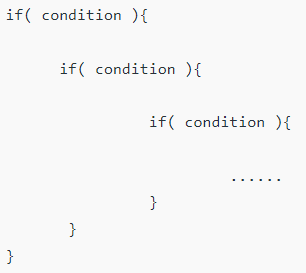 if( condition ){
if( condition ){
if( condition ){
......
}
}
}